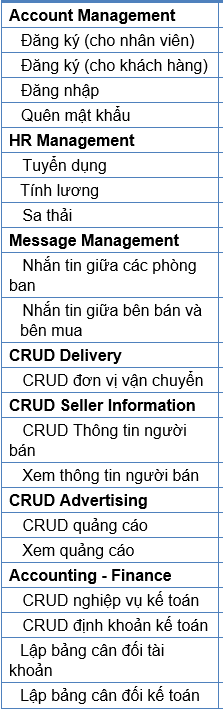 Account Management
Đăng ký (cho nhân viên)
Đăng ký (cho khách hàng)
Đăng nhập
Quên mật khẩu
HR Management
Tuyển dụng
Tính lương
Sa thải
Message Management
Nhắn tin giữa các phòng
ban
Nhắn tin giữa bên bán và
bên mua
CRUD Delivery
CRUD đơn vị vận chuyển
CRUD Seller Information
CRUD Thông tin người
bán
Xem thông tin người bán
CRUD Advertising
CRUD quảng cáo
Xem quảng cáo
Accounting - Finance
CRUD nghiệp vụ kế toán
CRUD định khoản kế toán
Lập bảng cân đối tài
khoản
Lập bảng cân đối kế toán